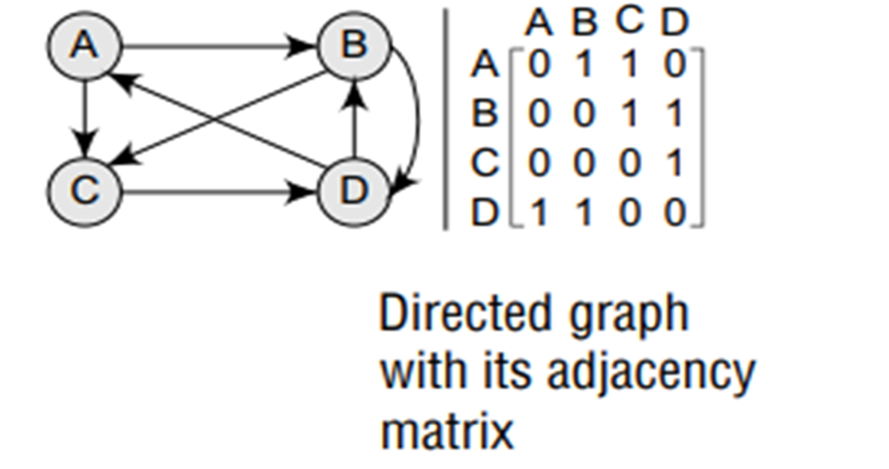 A B
C D
A B C D
A 0 1 1 0
B 0 0 1 1
C 0 0 0 1
D 1 1 0 0
Directed graph
with its adjacency
matrix